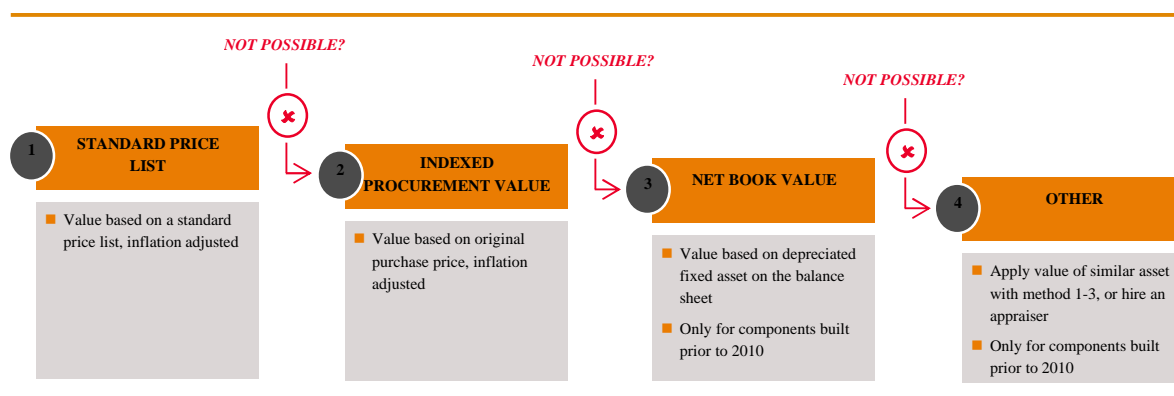 NOT POSSIBLE?
NOT POSSIBLE?
NOT POSSIBLE?
1
STANDARD PRICE
LIST
Value based on a standard
price list, inflation adjusted
2
INDEXED
PROCUREMENT VALUE
Value based on original
purchase price, inflation
adjusted
3
NET BOOK VALUE
Value based on depreciated
fixed asset on the balance
sheet
Only for components built
prior to 2010
4
OTHER
Apply value of similar asset
with method 1-3, or hire an
appraiser
Only for components built
prior to 2010